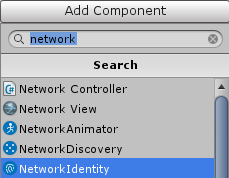 Add Component
network
Search
Network Controller
Network View
NetworkAnimator
NetworkDiscovery
NetworkIdentity